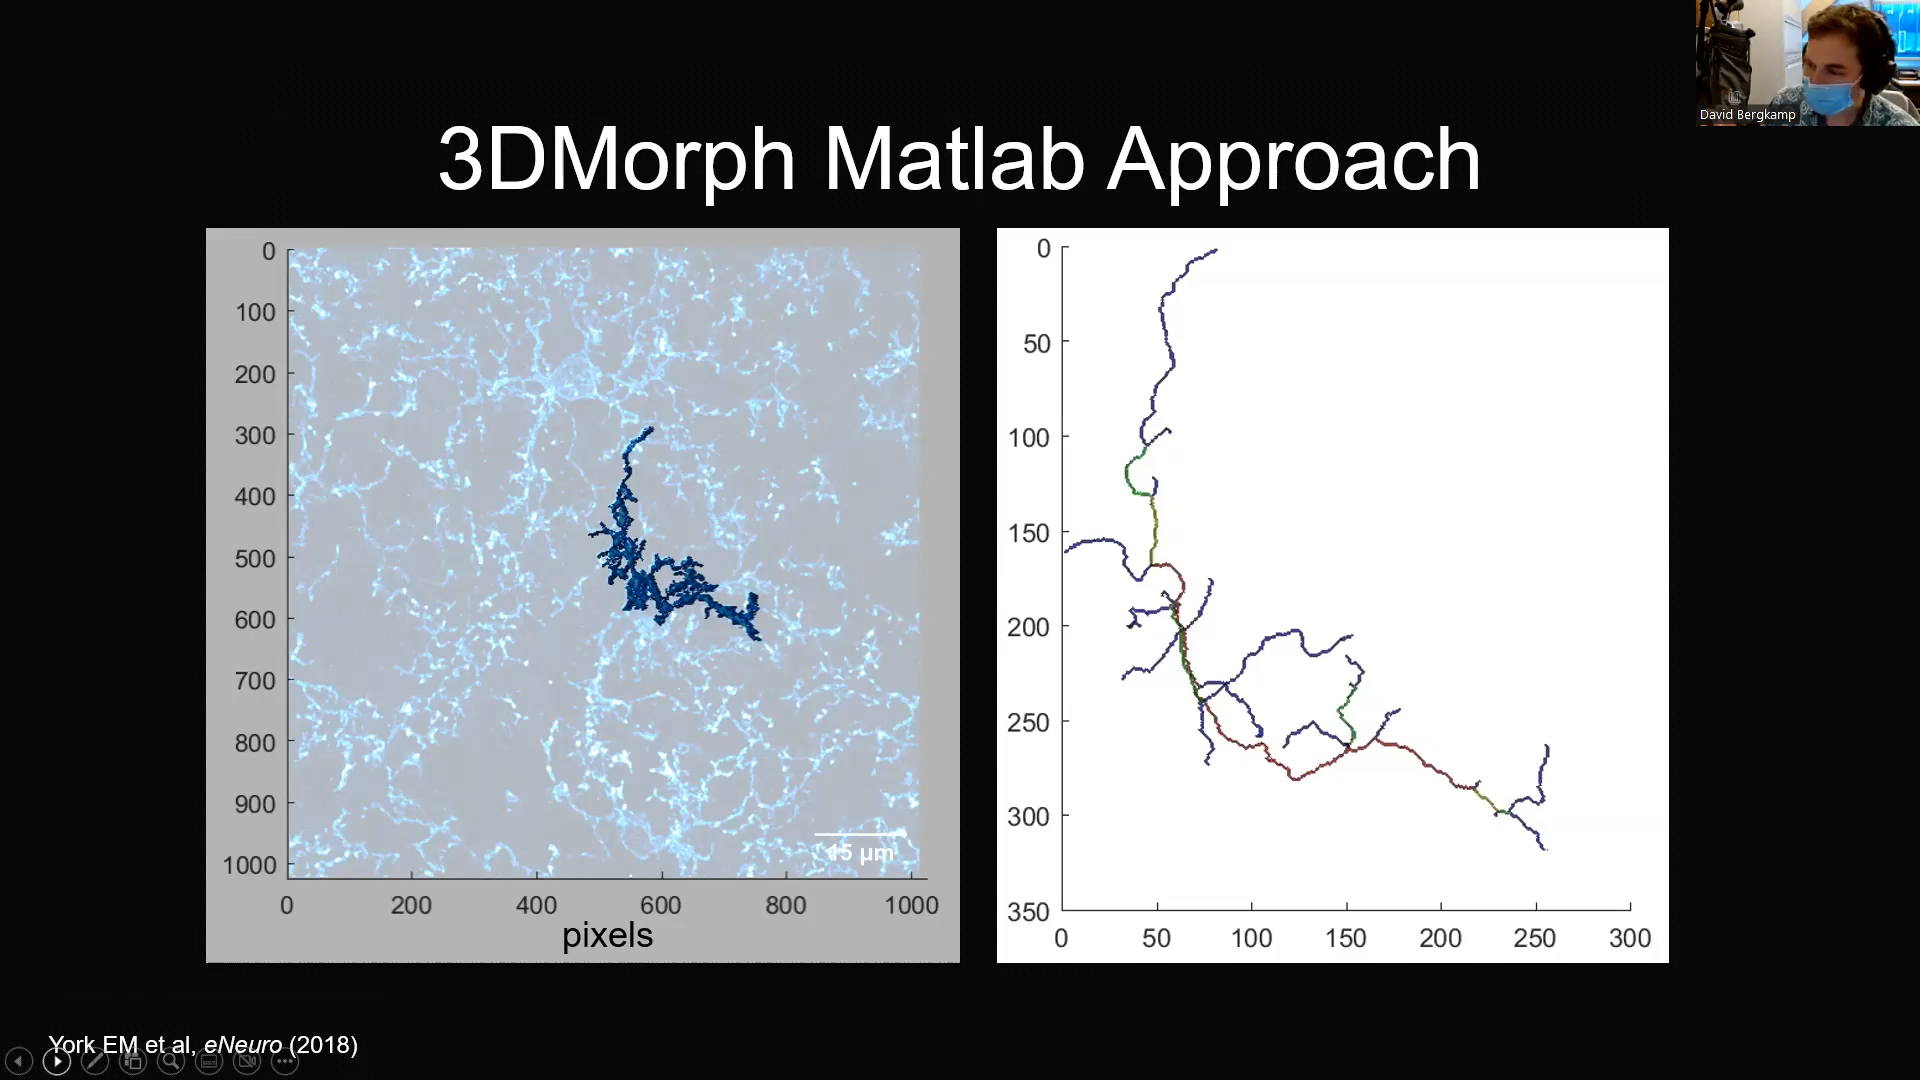 David Bergkamp
3DMorph Matlab Approach
0
100
200
300
400
500
600
700
800
900
1000
0 200 400 600 800 1000
pixels
15 μm
0
50
100
150
200
250
300
350
0 50 100 150 200 250 300
York EM et al, eNeuro (2018)